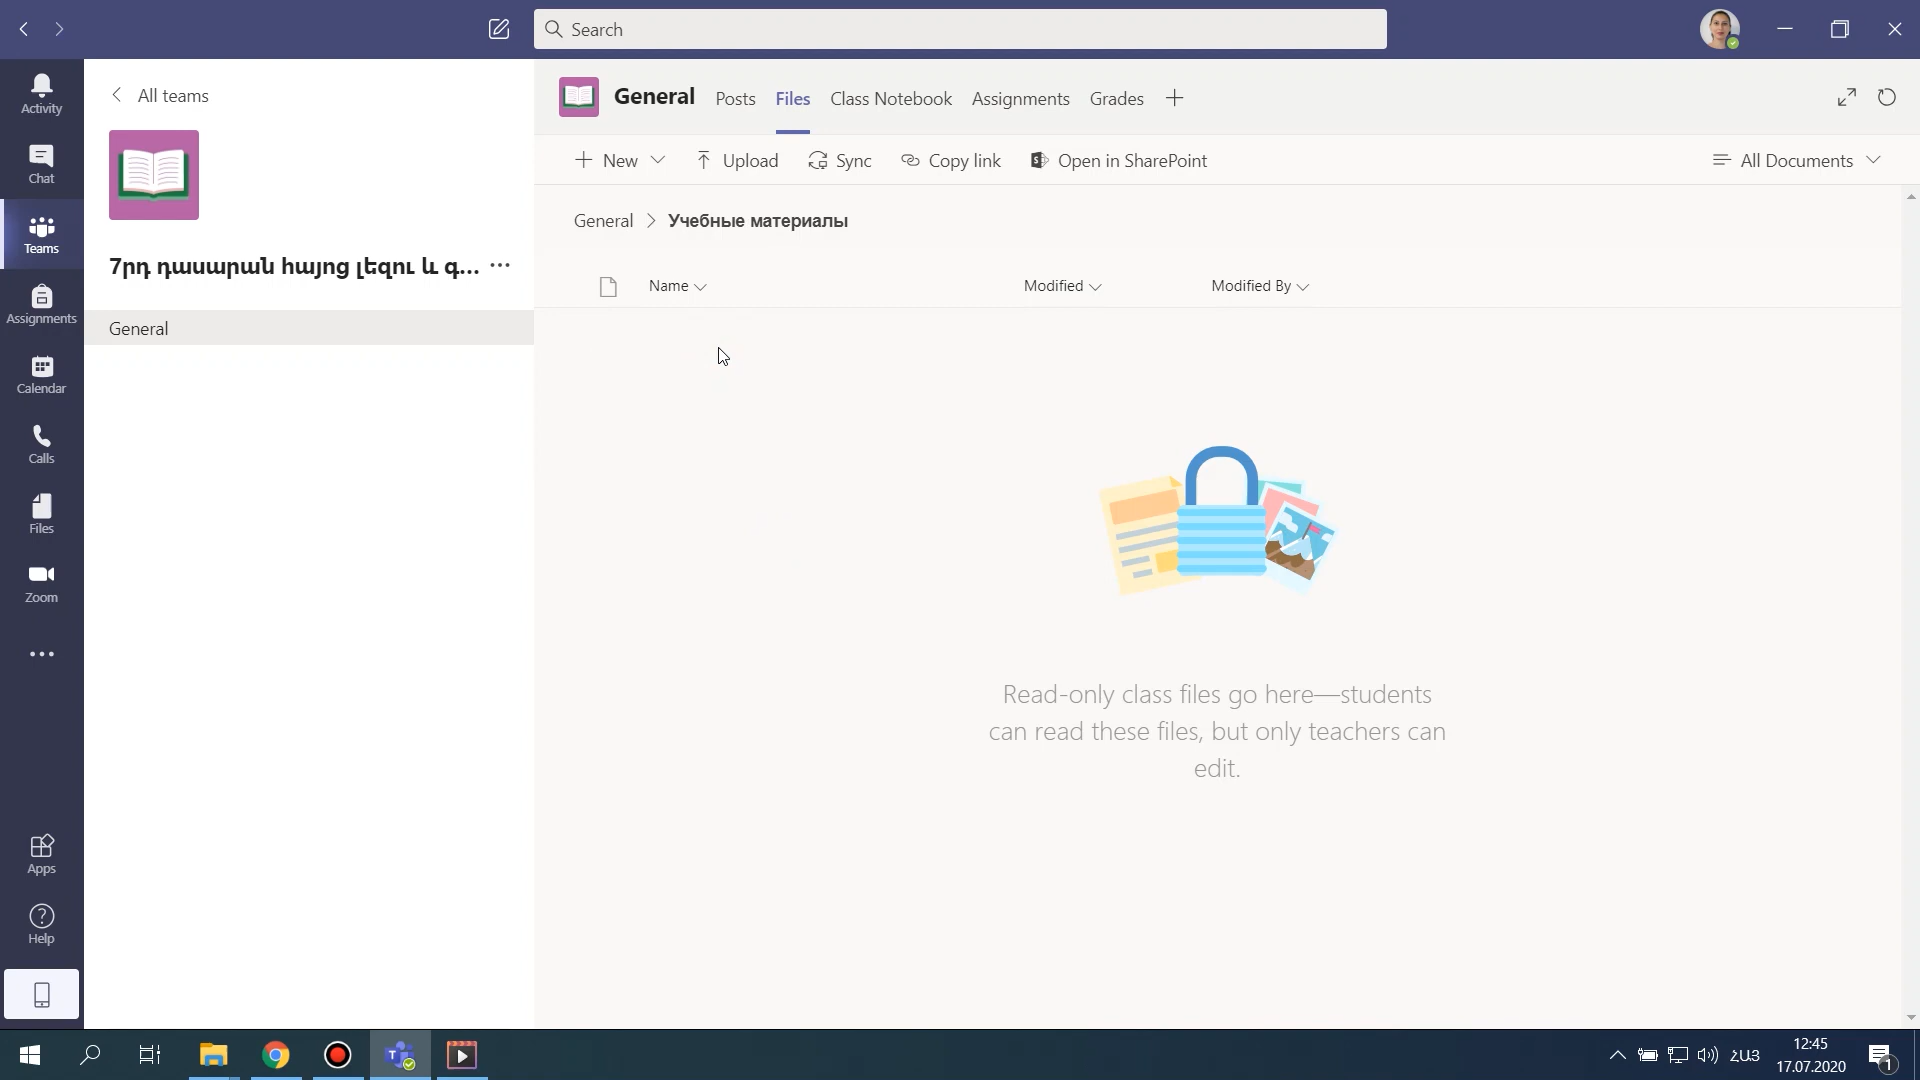 Search
Activity
Chat
Teams
Assignments
Calendar
Calls
Files
Zoom
Apps
Help
All teams
7րդ դասարան հայոց լեզու և գ...
General
General Posts Files Class Notebook Assignments Grades
New Upload Sync Copy link Open in SharePoint All Documents
General > Учебные материалы
Name Modified Modified By
Read-only class files go here—students
can read these files, but only teachers can
edit.
ՀԱՅ
12:45
17.07.2020
1